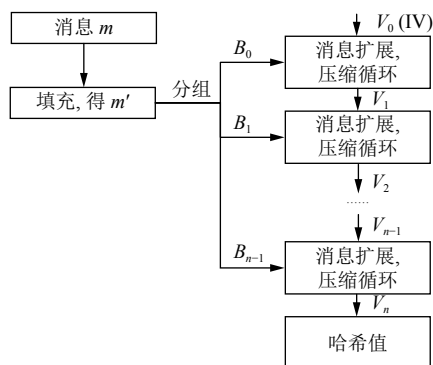 消息 m
V₀ (IV)
B₀
消息扩展,
压缩循环
填充, 得 m′
分组
V₁
B₁
消息扩展,
压缩循环
V₂
……
Vₙ₋₁
Bₙ₋₁
消息扩展,
压缩循环
Vₙ
哈希值